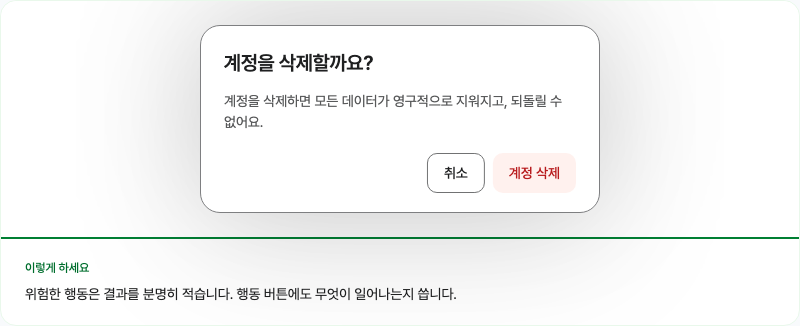 계정을 삭제할까요?
계정을 삭제하면 모든 데이터가 영구적으로 지워지고, 되돌릴 수
없어요.
취소
계정 삭제
이렇게 하세요
위험한 행동은 결과를 분명히 적습니다. 행동 버튼에도 무엇이 일어나는지 씁니다.